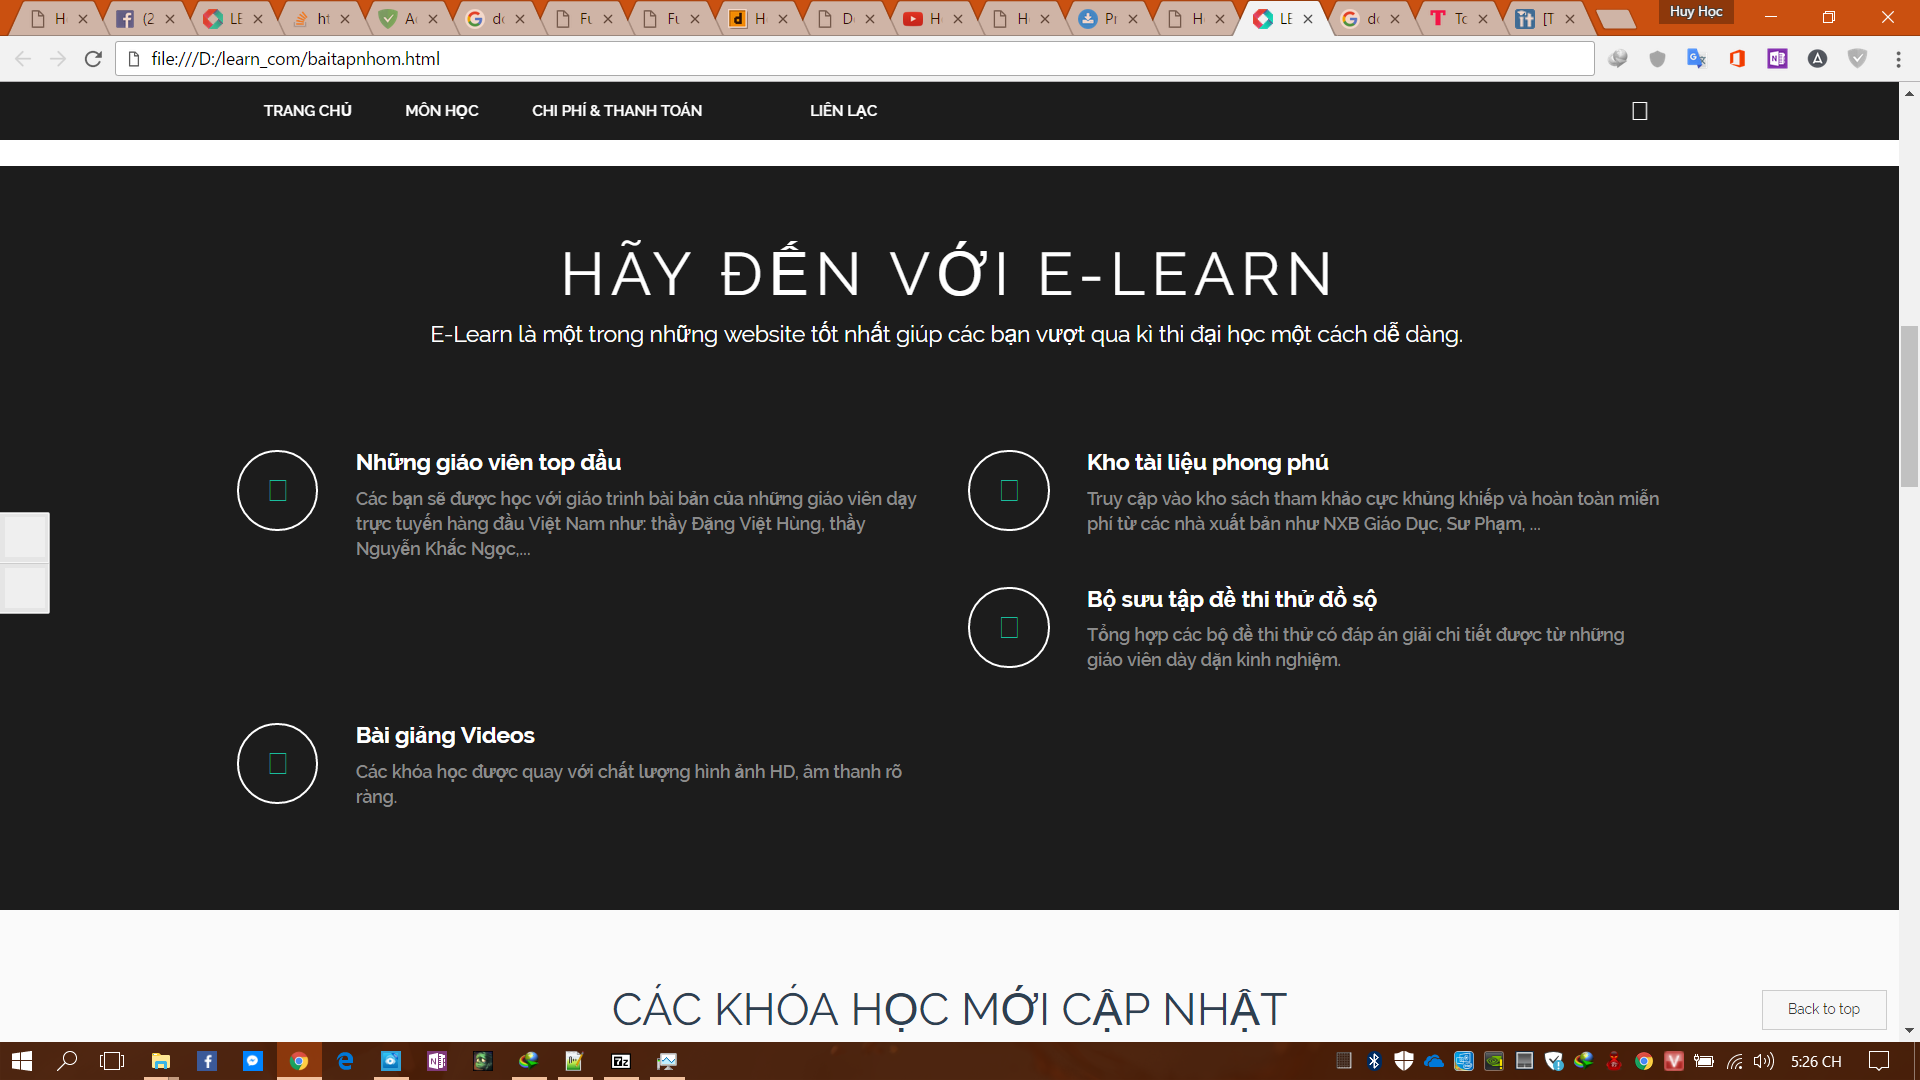 H
(2
LE
ht
A
G
do
Fu
Fu
H
D
H
H
Pr
H
LE
do
To
[T
Huy Học
file:///D:/learn_com/baitapnhom.html
TRANG CHỦ MÔN HỌC CHI PHÍ & THANH TOÁN LIÊN LẠC
HÃY ĐẾN VỚI E-LEARN
E-Learn là một trong những website tốt nhất giúp các bạn vượt qua kì thi đại học một cách dễ dàng.
Những giáo viên top đầu
Các bạn sẽ được học với giáo trình bài bản của những giáo viên dạy
trực tuyến hàng đầu Việt Nam như: thầy Đặng Việt Hùng, thầy
Nguyễn Khắc Ngọc,...
Kho tài liệu phong phú
Truy cập vào kho sách tham khảo cực khủng khiếp và hoàn toàn miễn
phí từ các nhà xuất bản như NXB Giáo Dục, Sư Phạm, ...
Bộ sưu tập đề thi thử đồ sộ
Tổng hợp các bộ đề thi thử có đáp án giải chi tiết được từ những
giáo viên dày dặn kinh nghiệm.
Bài giảng Videos
Các khóa học được quay với chất lượng hình ảnh HD, âm thanh rõ
ràng.
CÁC KHÓA HỌC MỚI CẬP NHẬT
Back to top
5:26 CH